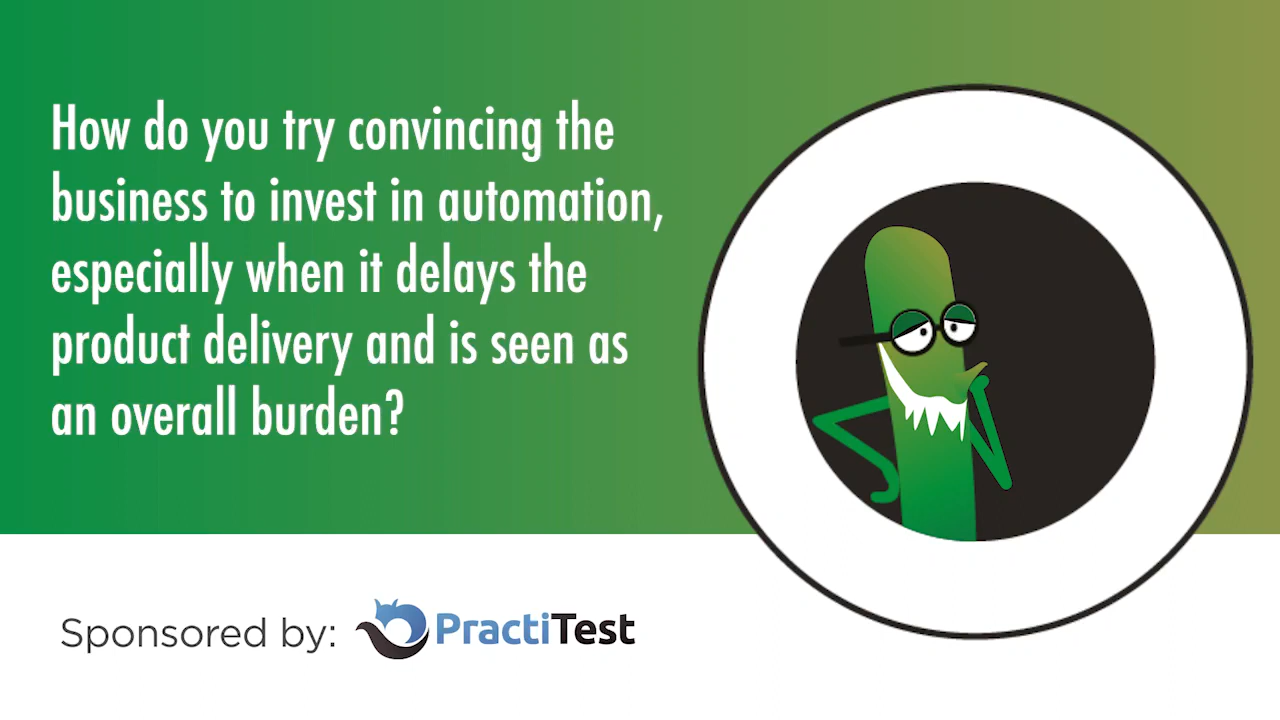 How do you try convincing the
business to invest in automation,
especially when it delays the
product delivery and is seen as
an overall burden?
Sponsored by: PractiTest